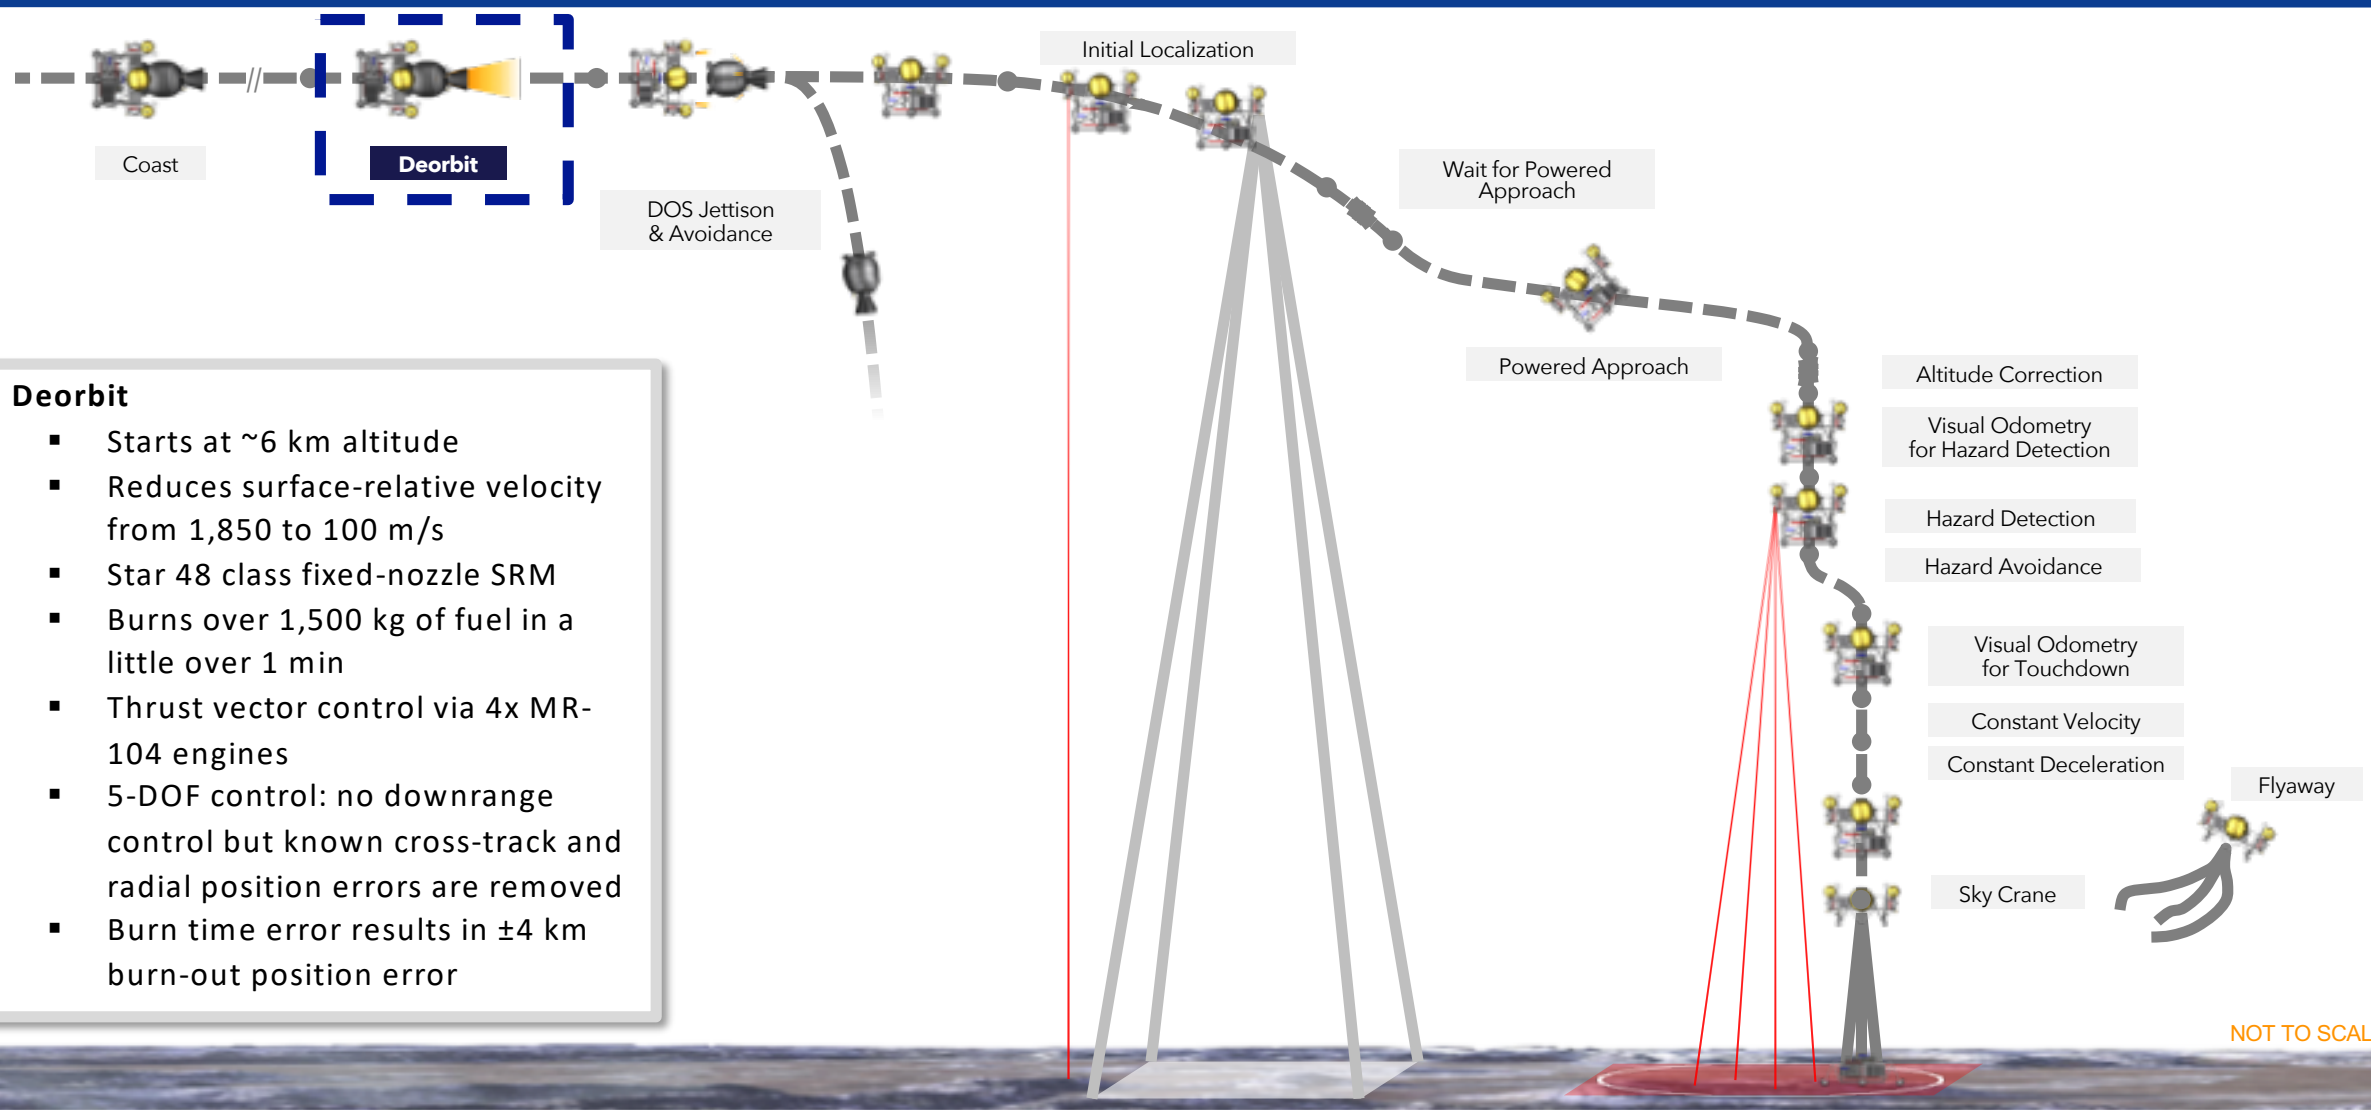 Initial Localization
Coast
Deorbit
Wait for Powered
Approach
DOS Jettison
& Avoidance
Powered Approach
Altitude Correction
Visual Odometry
for Hazard Detection
Hazard Detection
Hazard Avoidance
Visual Odometry
for Touchdown
Constant Velocity
Constant Deceleration
Flyaway
Sky Crane
Deorbit
▪ Starts at ~6 km altitude
▪ Reduces surface-relative velocity
from 1,850 to 100 m/s
▪ Star 48 class fixed-nozzle SRM
▪ Burns over 1,500 kg of fuel in a
little over 1 min
▪ Thrust vector control via 4x MR-
104 engines
▪ 5-DOF control: no downrange
control but known cross-track and
radial position errors are removed
▪ Burn time error results in ±4 km
burn-out position error
NOT TO SCAL